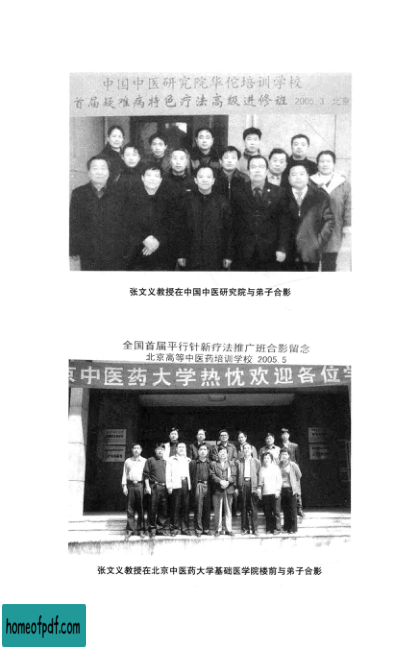 中国中医研究院华佗培训学校
首届疑难病特色疗法高级进修班 2005.3 北京
张文义教授在中国中医研究院与弟子合影
全国首届平行针新疗法推广班合影留念
北京高等中医药培训学校 2005.5
京中医药大学热忱欢迎各位学
张文义教授在北京中医药大学基础医学院楼前与弟子合影
homeofpdf.com